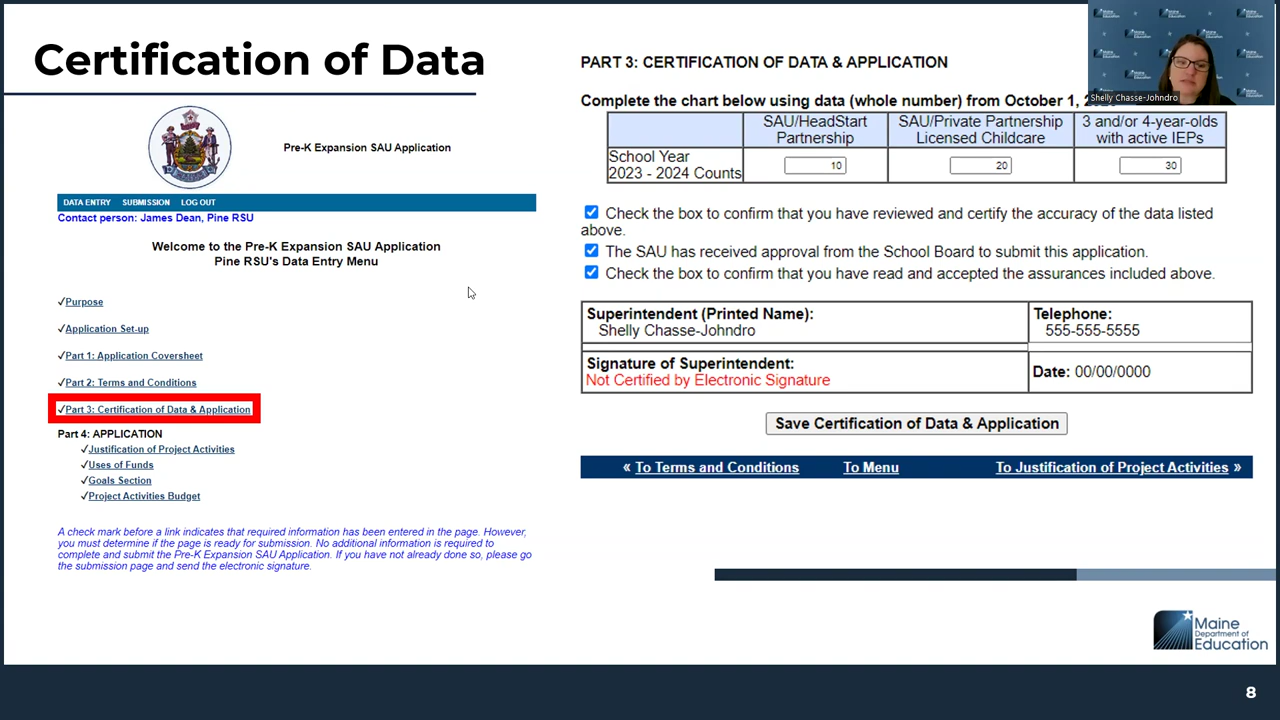 Certification of Data
Pre-K Expansion SAU Application
DATA ENTRY SUBMISSION LOG OUT
Contact person: James Dean, Pine RSU
Welcome to the Pre-K Expansion SAU Application
Pine RSU's Data Entry Menu
✓Purpose
✓Application Set-up
✓Part 1: Application Coversheet
✓Part 2: Terms and Conditions
✓Part 3: Certification of Data & Application
Part 4: APPLICATION
✓Justification of Project Activities
✓Uses of Funds
✓Goals Section
✓Project Activities Budget
A check mark before a link indicates that required information has been entered in the page. However,
you must determine if the page is ready for submission. No additional information is required to
complete and submit the Pre-K Expansion SAU Application. If you have not already done so, please go
the submission page and send the electronic signature.
PART 3: CERTIFICATION OF DATA & APPLICATION
Complete the chart below using data (whole number) from October 1,
SAU/HeadStart
Partnership
SAU/Private Partnership
Licensed Childcare
3 and/or 4-year-olds
with active IEPs
School Year
2023 - 2024 Counts
10
20
30
Check the box to confirm that you have reviewed and certify the accuracy of the data listed
above.
The SAU has received approval from the School Board to submit this application.
Check the box to confirm that you have read and accepted the assurances included above.
Superintendent (Printed Name):
Shelly Chasse-Johndro
Telephone:
555-555-5555
Signature of Superintendent:
Not Certified by Electronic Signature
Date: 00/00/0000
Save Certification of Data & Application
« To Terms and Conditions To Menu To Justification of Project Activities »
Maine
Department of
Education
Shelly Chasse-Johndro
Maine
Department of
Education
8